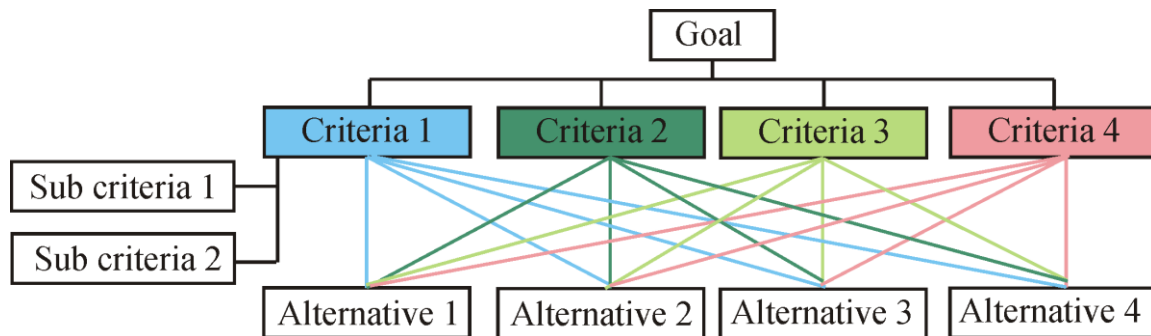 Goal
Criteria 1
Criteria 2
Criteria 3
Criteria 4
Sub criteria 1
Sub criteria 2
Alternative 1
Alternative 2
Alternative 3
Alternative 4